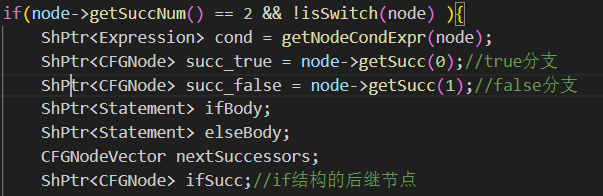 if(node->getSuccNum() == 2 && !isSwitch(node) ){
ShPtr<Expression> cond = getNodeCondExpr(node);
ShPtr<CFGNode> succ_true = node->getSucc(0);//true分支
ShPtr<CFGNode> succ_false = node->getSucc(1);//false分支
ShPtr<Statement> ifBody;
ShPtr<Statement> elseBody;
CFGNodeVector nextSuccessors;
ShPtr<CFGNode> ifSucc;//if结构的后继节点